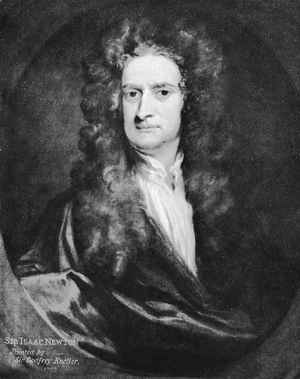 SIR ISAAC NEWTON
Painted by
Sir Godfrey Kneller.